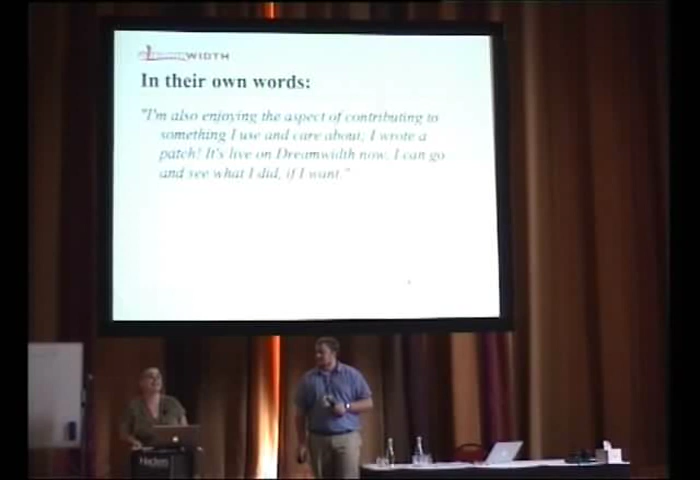 DREAMWIDTH
In their own words:
"I'm also enjoying the aspect of contributing to
something I use and care about; I wrote a
patch! It's live on Dreamwidth now. I can go
and see what I did, if I want."